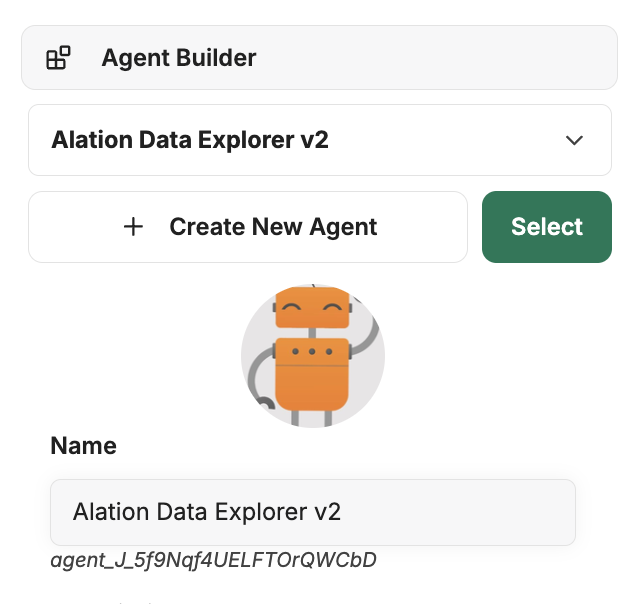 Agent Builder
Alation Data Explorer v2
Create New Agent
Select
Name
Alation Data Explorer v2
agent_J_5f9Nqf4UELFTOrQWCbD